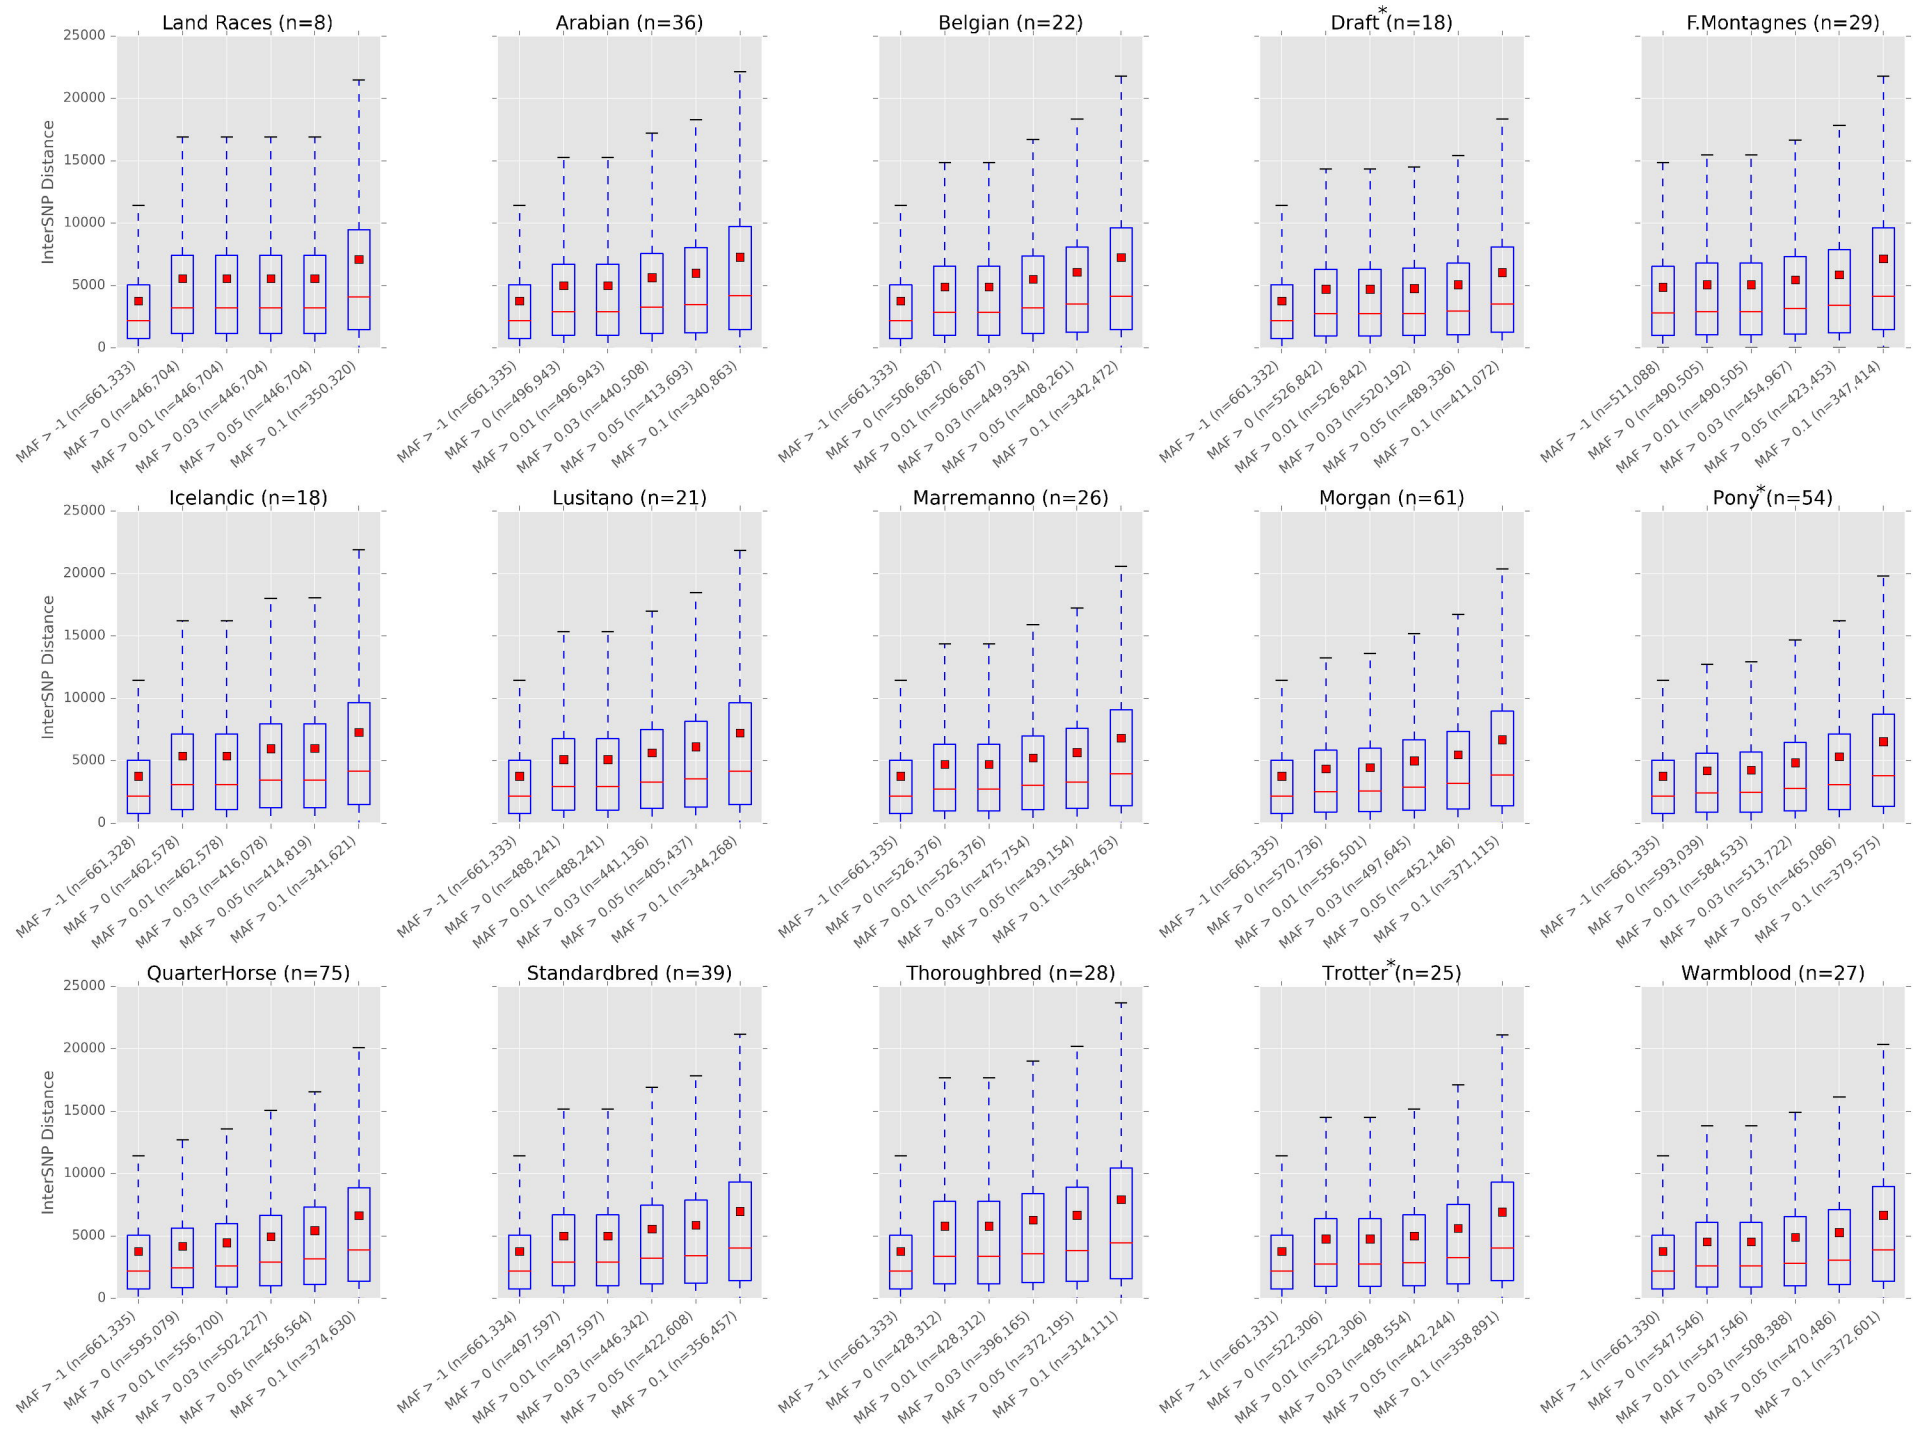 Land Races (n=8)
Arabian (n=36)
Belgian (n=22)
Draft*(n=18)
F.Montagnes (n=29)
InterSNP Distance
25000
20000
15000
10000
5000
0
MAF > -1 (n=661,333)
MAF > 0 (n=446,704)
MAF > 0.01 (n=446,704)
MAF > 0.03 (n=446,704)
MAF > 0.05 (n=446,704)
MAF > 0.1 (n=350,320)
MAF > -1 (n=661,335)
MAF > 0 (n=496,943)
MAF > 0.01 (n=496,943)
MAF > 0.03 (n=440,508)
MAF > 0.05 (n=413,693)
MAF > 0.1 (n=340,863)
MAF > -1 (n=661,333)
MAF > 0 (n=506,687)
MAF > 0.01 (n=506,687)
MAF > 0.03 (n=449,934)
MAF > 0.05 (n=408,261)
MAF > 0.1 (n=342,472)
MAF > -1 (n=661,332)
MAF > 0 (n=526,842)
MAF > 0.01 (n=526,842)
MAF > 0.03 (n=520,192)
MAF > 0.05 (n=489,336)
MAF > 0.1 (n=411,072)
MAF > -1 (n=511,088)
MAF > 0 (n=490,505)
MAF > 0.01 (n=490,505)
MAF > 0.03 (n=454,967)
MAF > 0.05 (n=423,453)
MAF > 0.1 (n=347,414)
Icelandic (n=18)
Lusitano (n=21)
Marremanno (n=26)
Morgan (n=61)
Pony*(n=54)
InterSNP Distance
25000
20000
15000
10000
5000
0
MAF > -1 (n=661,328)
MAF > 0 (n=462,578)
MAF > 0.01 (n=462,578)
MAF > 0.03 (n=416,078)
MAF > 0.05 (n=414,819)
MAF > 0.1 (n=341,621)
MAF > -1 (n=661,333)
MAF > 0 (n=488,241)
MAF > 0.01 (n=488,241)
MAF > 0.03 (n=441,136)
MAF > 0.05 (n=405,437)
MAF > 0.1 (n=344,268)
MAF > -1 (n=661,335)
MAF > 0 (n=526,376)
MAF > 0.01 (n=526,376)
MAF > 0.03 (n=475,754)
MAF > 0.05 (n=439,154)
MAF > 0.1 (n=364,763)
MAF > -1 (n=661,335)
MAF > 0 (n=570,736)
MAF > 0.01 (n=556,501)
MAF > 0.03 (n=497,645)
MAF > 0.05 (n=452,146)
MAF > 0.1 (n=371,115)
MAF > -1 (n=661,335)
MAF > 0 (n=593,039)
MAF > 0.01 (n=584,533)
MAF > 0.03 (n=513,722)
MAF > 0.05 (n=465,086)
MAF > 0.1 (n=379,575)
QuarterHorse (n=75)
Standardbred (n=39)
Thoroughbred (n=28)
Trotter*(n=25)
Warmblood (n=27)
InterSNP Distance
25000
20000
15000
10000
5000
0
MAF > -1 (n=661,335)
MAF > 0 (n=595,079)
MAF > 0.01 (n=556,700)
MAF > 0.03 (n=502,227)
MAF > 0.05 (n=456,564)
MAF > 0.1 (n=374,630)
MAF > -1 (n=661,334)
MAF > 0 (n=497,597)
MAF > 0.01 (n=497,597)
MAF > 0.03 (n=446,342)
MAF > 0.05 (n=422,608)
MAF > 0.1 (n=356,457)
MAF > -1 (n=661,333)
MAF > 0 (n=428,312)
MAF > 0.01 (n=428,312)
MAF > 0.03 (n=396,165)
MAF > 0.05 (n=372,195)
MAF > 0.1 (n=314,111)
MAF > -1 (n=661,331)
MAF > 0 (n=522,306)
MAF > 0.01 (n=522,306)
MAF > 0.03 (n=498,554)
MAF > 0.05 (n=442,244)
MAF > 0.1 (n=358,891)
MAF > -1 (n=661,330)
MAF > 0 (n=547,546)
MAF > 0.01 (n=547,546)
MAF > 0.03 (n=508,388)
MAF > 0.05 (n=470,486)
MAF > 0.1 (n=372,601)